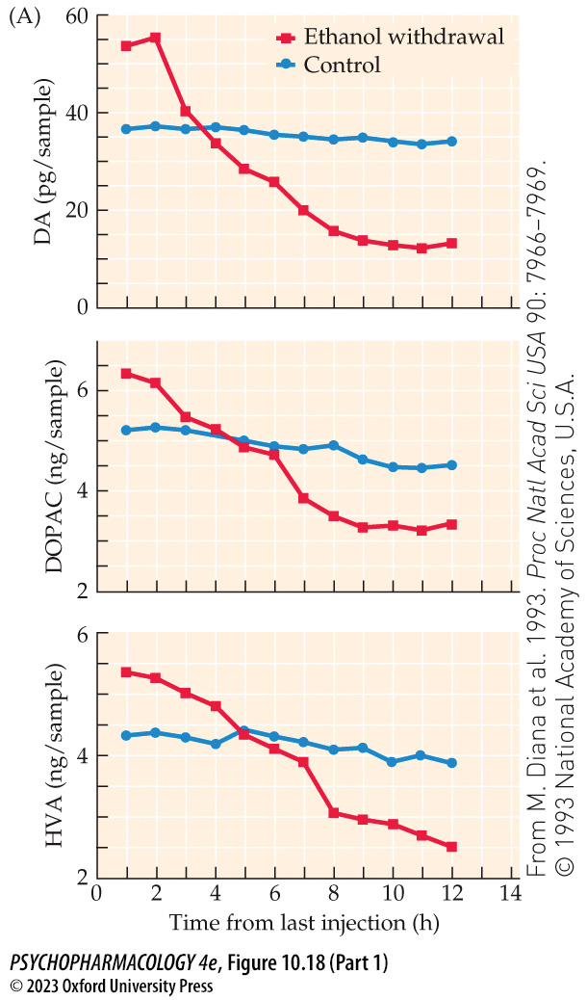 (A)
60
40
20
0
DA (pg/sample)
Ethanol withdrawal
Control
6
4
2
DOPAC (ng/sample)
6
4
2
HVA (ng/sample)
0 2 4 6 8 10 12 14
Time from last injection (h)
From M. Diana et al. 1993. Proc Natl Acad Sci USA 90: 7966–7969.
© 1993 National Academy of Sciences, U.S.A.
PSYCHOPHARMACOLOGY 4e, Figure 10.18 (Part 1)
© 2023 Oxford University Press